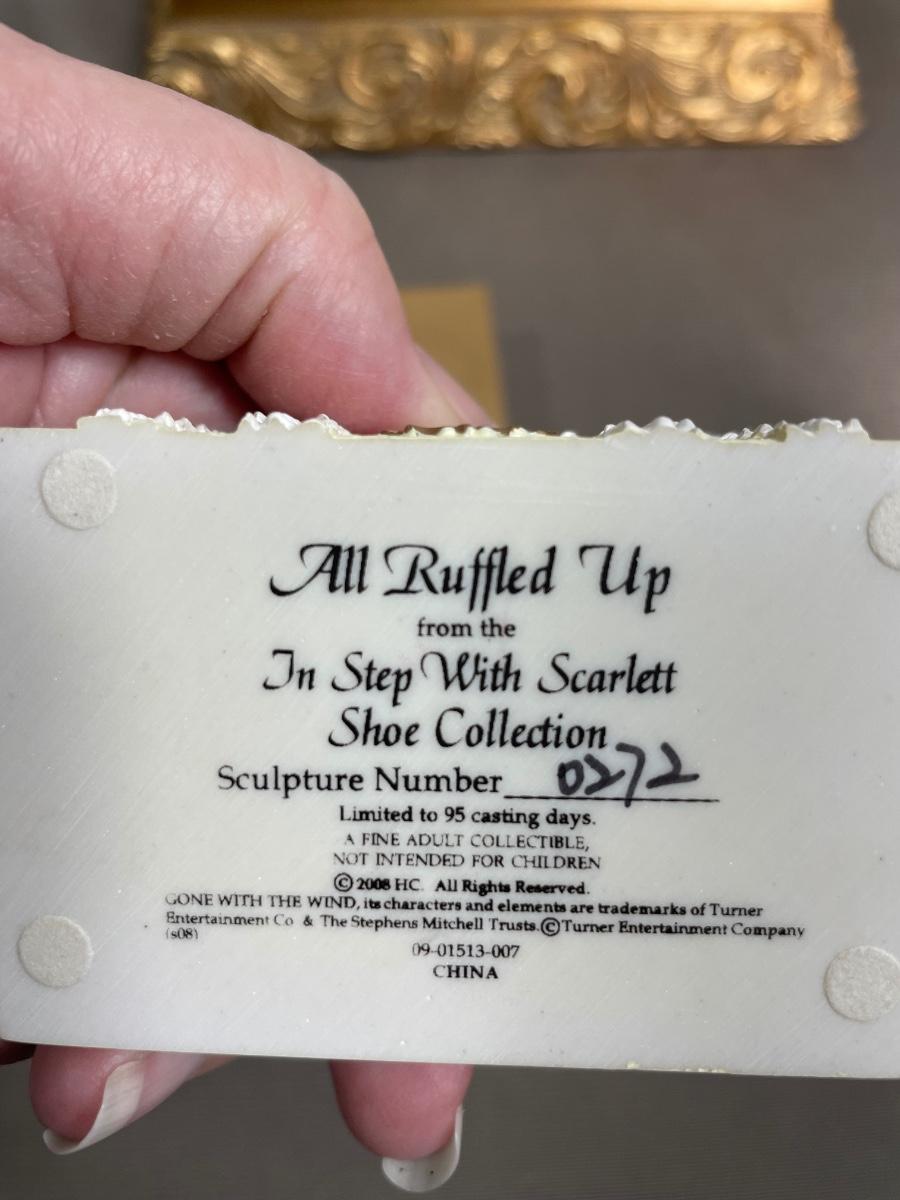 All Ruffled Up
from the
In Step With Scarlett
Shoe Collection
Sculpture Number 0272
Limited to 95 casting days.
A FINE ADULT COLLECTIBLE,
NOT INTENDED FOR CHILDREN
© 2008 HC. All Rights Reserved.
GONE WITH THE WIND, its characters and elements are trademarks of Turner
Entertainment Co & The Stephens Mitchell Trusts.©Turner Entertainment Company
(s08)
09-01513-007
CHINA